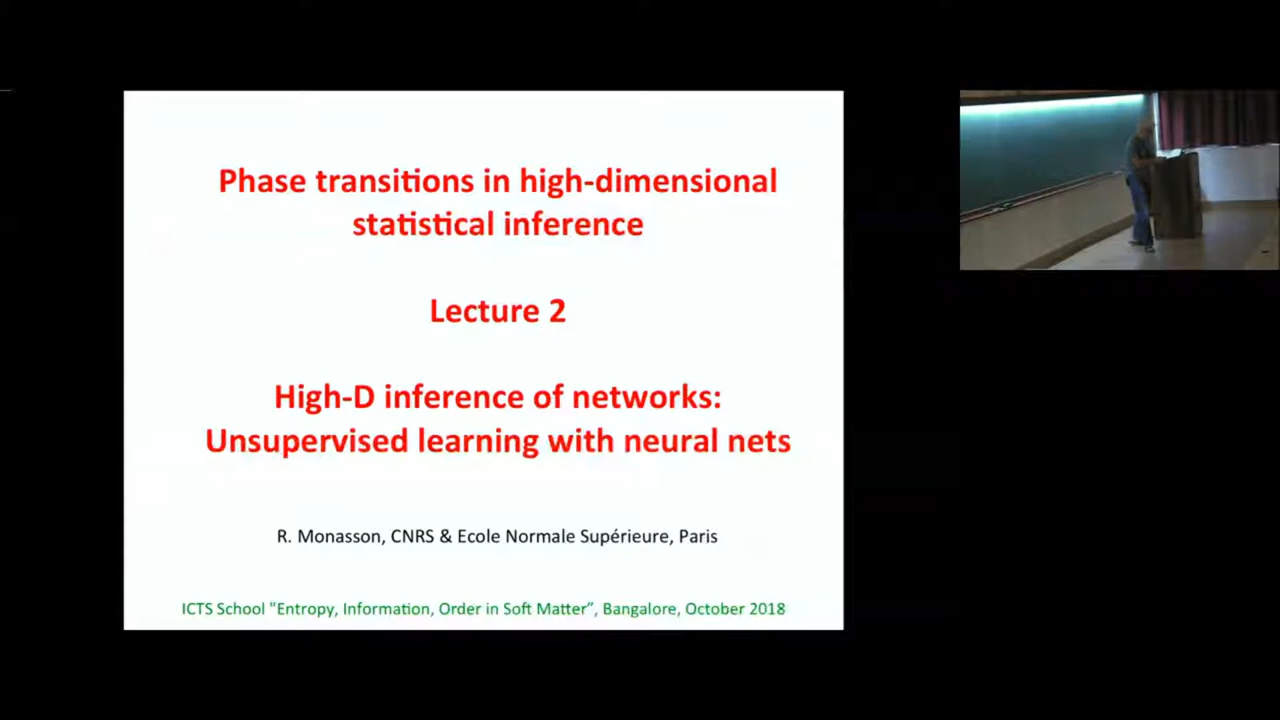 Phase transitions in high-dimensional
statistical inference
Lecture 2
High-D inference of networks:
Unsupervised learning with neural nets
R. Monasson, CNRS & Ecole Normale Supérieure, Paris
ICTS School "Entropy, Information, Order in Soft Matter”, Bangalore, October 2018